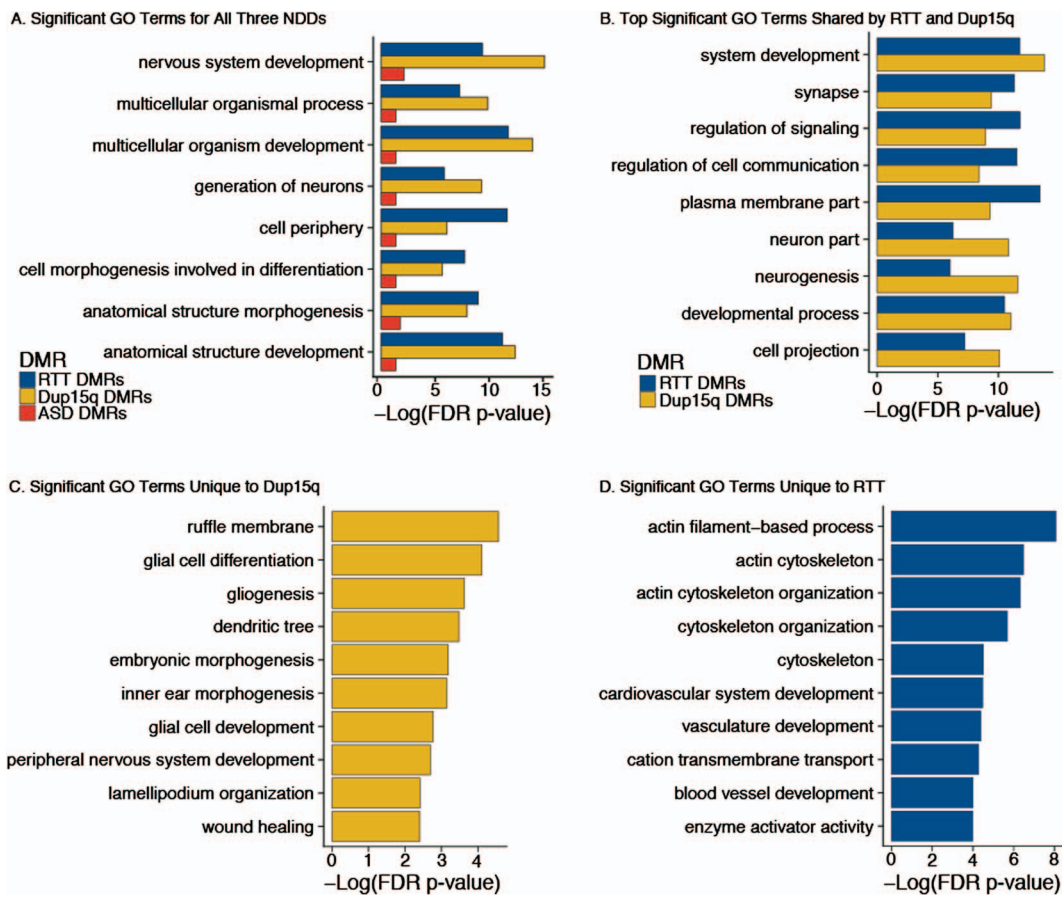 A. Significant GO Terms for All Three NDDs
nervous system development
multicellular organismal process
multicellular organism development
generation of neurons
cell periphery
cell morphogenesis involved in differentiation
anatomical structure morphogenesis
anatomical structure development
DMR
RTT DMRs
Dup15q DMRs
ASD DMRs
0 5 10 15
−Log(FDR p-value)
B. Top Significant GO Terms Shared by RTT and Dup15q
system development
synapse
regulation of signaling
regulation of cell communication
plasma membrane part
neuron part
neurogenesis
developmental process
cell projection
DMR
RTT DMRs
Dup15q DMRs
0 5 10
−Log(FDR p-value)
C. Significant GO Terms Unique to Dup15q
ruffle membrane
glial cell differentiation
gliogenesis
dendritic tree
embryonic morphogenesis
inner ear morphogenesis
glial cell development
peripheral nervous system development
lamellipodium organization
wound healing
0 1 2 3 4
−Log(FDR p-value)
D. Significant GO Terms Unique to RTT
actin filament−based process
actin cytoskeleton
actin cytoskeleton organization
cytoskeleton organization
cytoskeleton
cardiovascular system development
vasculature development
cation transmembrane transport
blood vessel development
enzyme activator activity
0 2 4 6 8
−Log(FDR p-value)